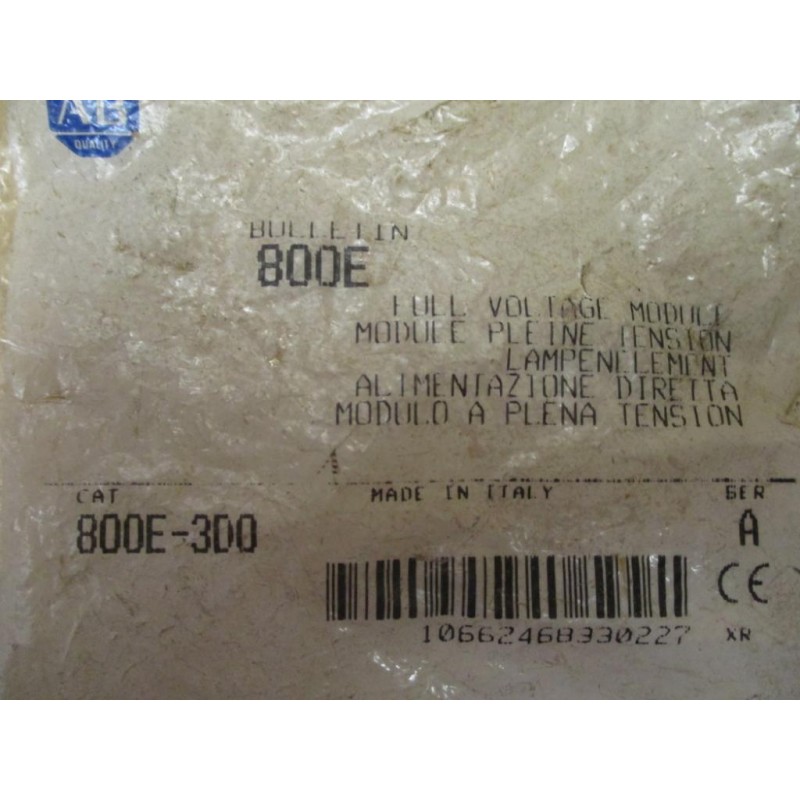 AB
QUALITY
BULLETIN
800E
FULL VOLTAGE MODULE
MODULE PLEINE TENSION
LAMPENELEMENT
ALIMENTAZIONE DIRETTA
MODULO A PLENA TENSION
CAT MADE IN ITALY SER
800E-3D0 A
CE
10662468330227 XR